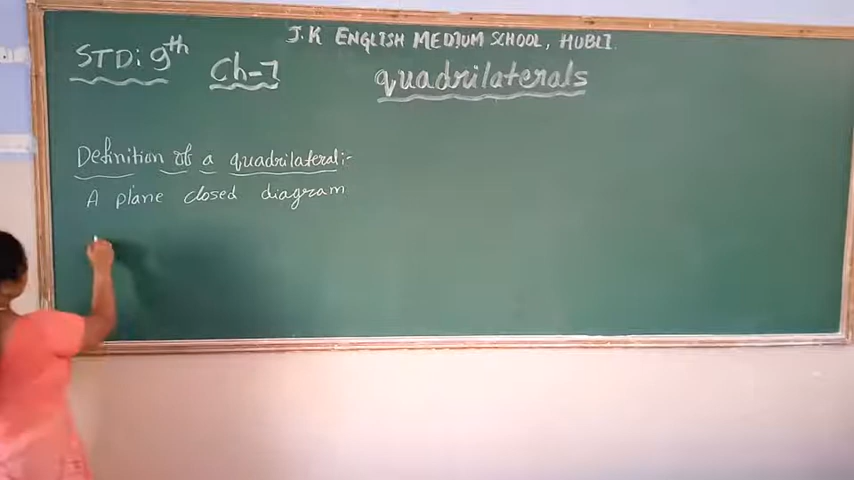 J.K ENGLISH MEDIUM SCHOOL, HUBLI.
STD: 9th Ch-7 quadrilaterals
Definition of a quadrilateral:-
A plane closed diagram